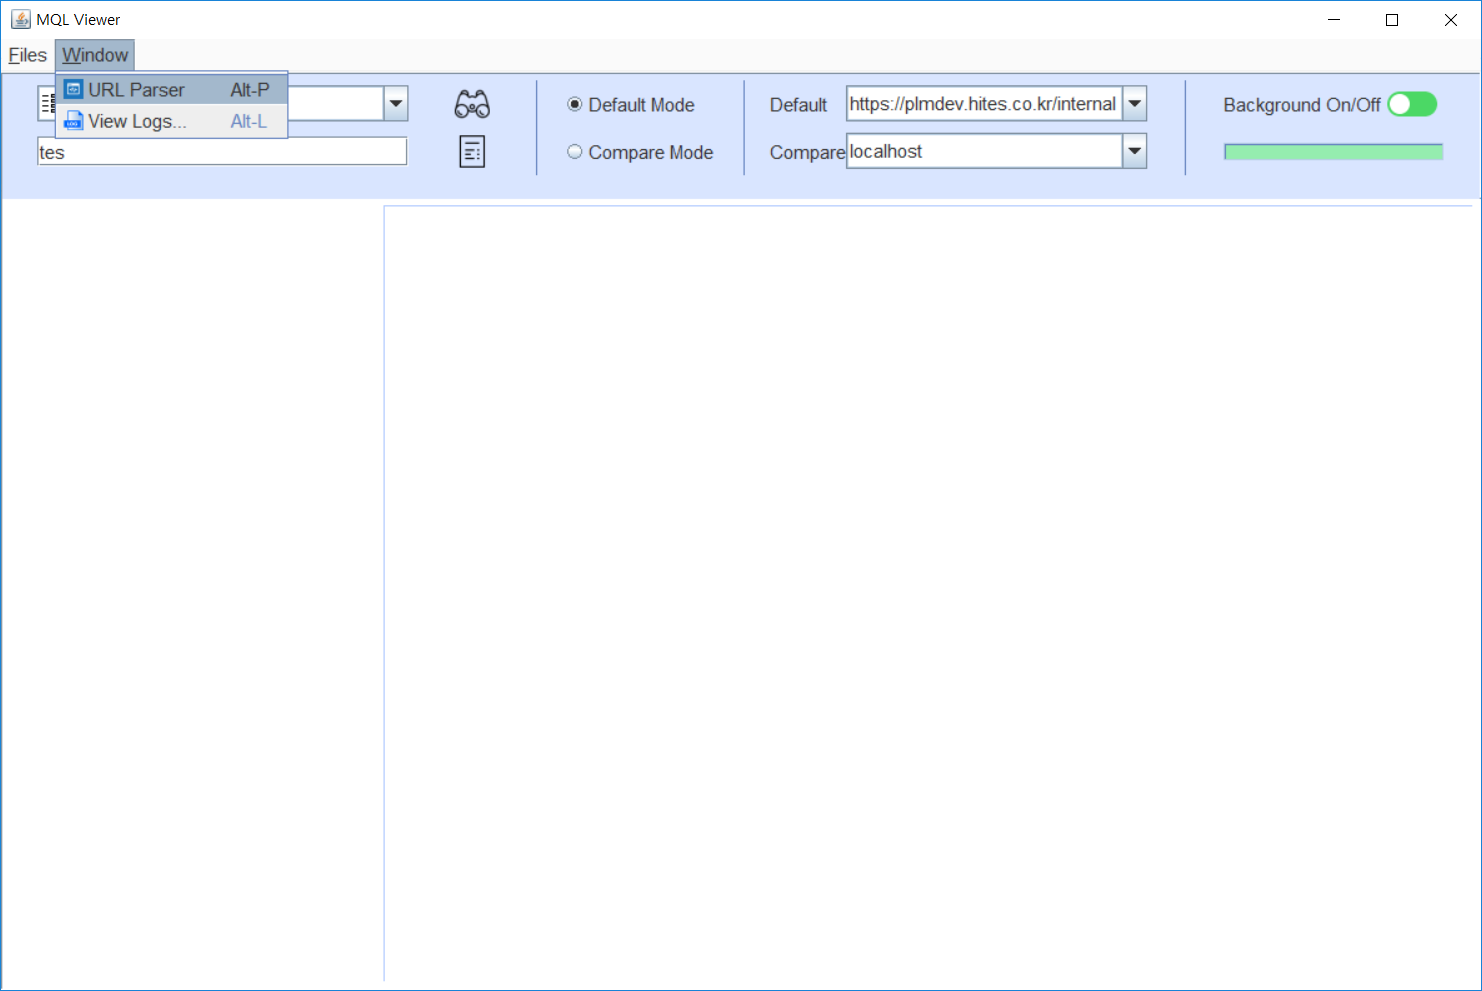 MQL Viewer
Files Window
URL Parser Alt-P
View Logs... Alt-L
tes
Default Mode
Compare Mode
Default https://plmdev.hites.co.kr/internal
Compare localhost
Background On/Off